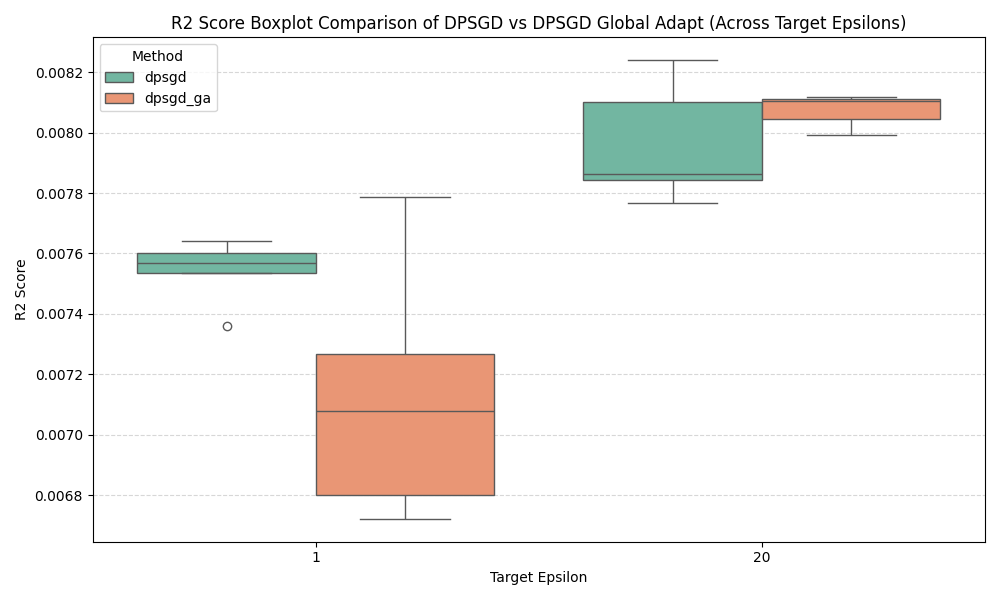 R2 Score Boxplot Comparison of DPSGD vs DPSGD Global Adapt (Across Target Epsilons)
Method
dpsgd
dpsgd_ga
R2 Score
0.0082
0.0080
0.0078
0.0076
0.0074
0.0072
0.0070
0.0068
1
20
Target Epsilon